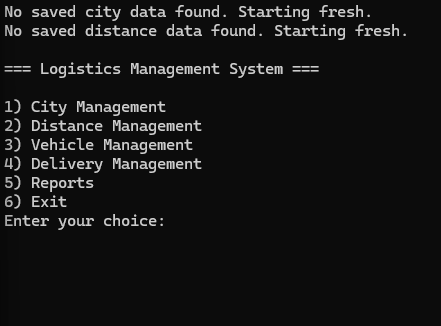 No saved city data found. Starting fresh.
No saved distance data found. Starting fresh.
=== Logistics Management System ===
1) City Management
2) Distance Management
3) Vehicle Management
4) Delivery Management
5) Reports
6) Exit
Enter your choice: